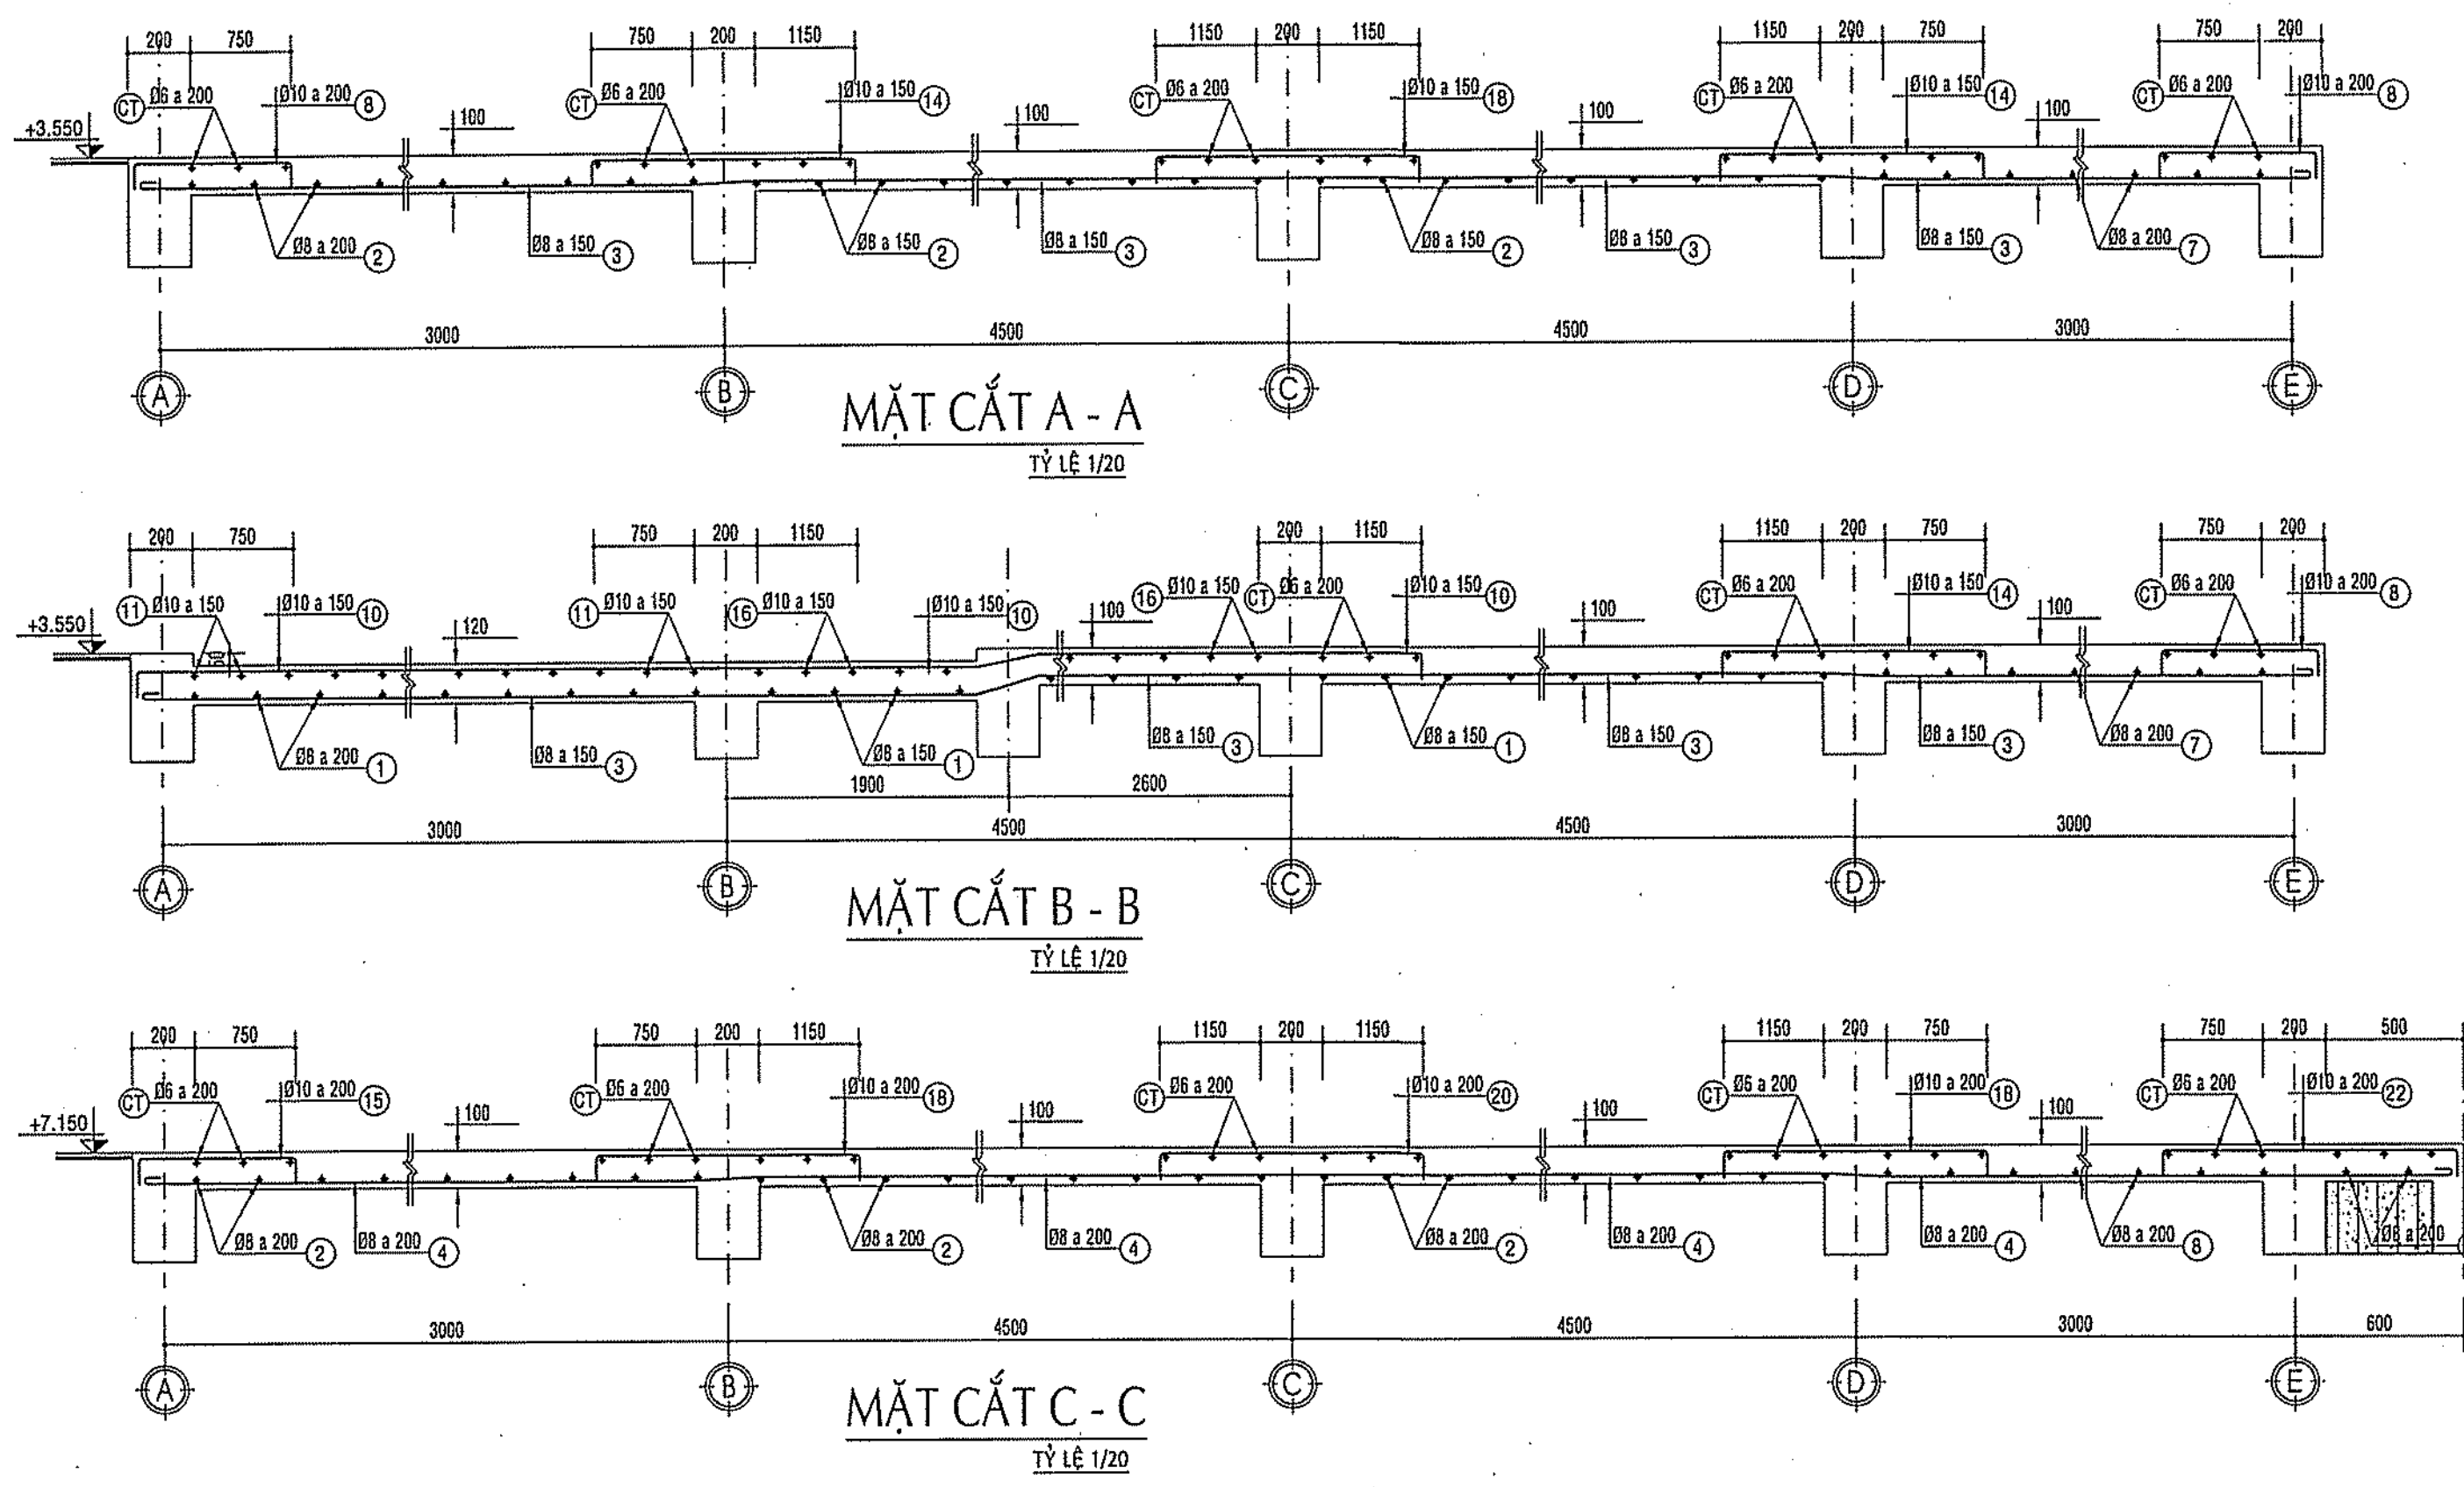 200 750 750 200 1150 1150 200 1150 1150 200 750 750 200
CT Ø6 a 200 Ø10 a 200 8 CT Ø6 a 200 Ø10 a 150 14 CT Ø6 a 200 Ø10 a 150 18 CT Ø6 a 200 Ø10 a 150 14 CT Ø6 a 200 Ø10 a 200 8
+3.550 100 100 100 100
Ø8 a 200 2 Ø8 a 150 3 Ø8 a 150 2 Ø8 a 150 3 Ø8 a 150 2 Ø8 a 150 3 Ø8 a 150 3 Ø8 a 200 7
3000 4500 4500 3000
A B C D E
MẶT CẮT A - A
TỶ LỆ 1/20
200 750 750 200 1150 200 1150 1150 200 750 750 200
11 Ø10 a 150 Ø10 a 150 10 11 Ø10 a 150 16 Ø10 a 150 Ø10 a 150 10 16 Ø10 a 150 CT Ø6 a 200 Ø10 a 150 10 CT Ø6 a 200 Ø10 a 150 14 CT Ø6 a 200 Ø10 a 200 8
+3.550 50 120 100 100 100
Ø8 a 200 1 Ø8 a 150 3 Ø8 a 150 1 Ø8 a 150 3 Ø8 a 150 1 Ø8 a 150 3 Ø8 a 150 3 Ø8 a 200 7
1900 2600
3000 4500 4500 3000
A B C D E
MẶT CẮT B - B
TỶ LỆ 1/20
200 750 750 200 1150 1150 200 1150 1150 200 750 750 200 500
CT Ø6 a 200 Ø10 a 200 15 CT Ø6 a 200 Ø10 a 200 18 CT Ø6 a 200 Ø10 a 200 20 CT Ø6 a 200 Ø10 a 200 18 CT Ø6 a 200 Ø10 a 200 22
+7.150 100 100 100 100
Ø8 a 200 2 Ø8 a 200 4 Ø8 a 200 2 Ø8 a 200 4 Ø8 a 200 2 Ø8 a 200 4 Ø8 a 200 4 Ø8 a 200 8 Ø8 a 200
3000 4500 4500 3000 600
A B C D E
MẶT CẮT C - C
TỶ LỆ 1/20